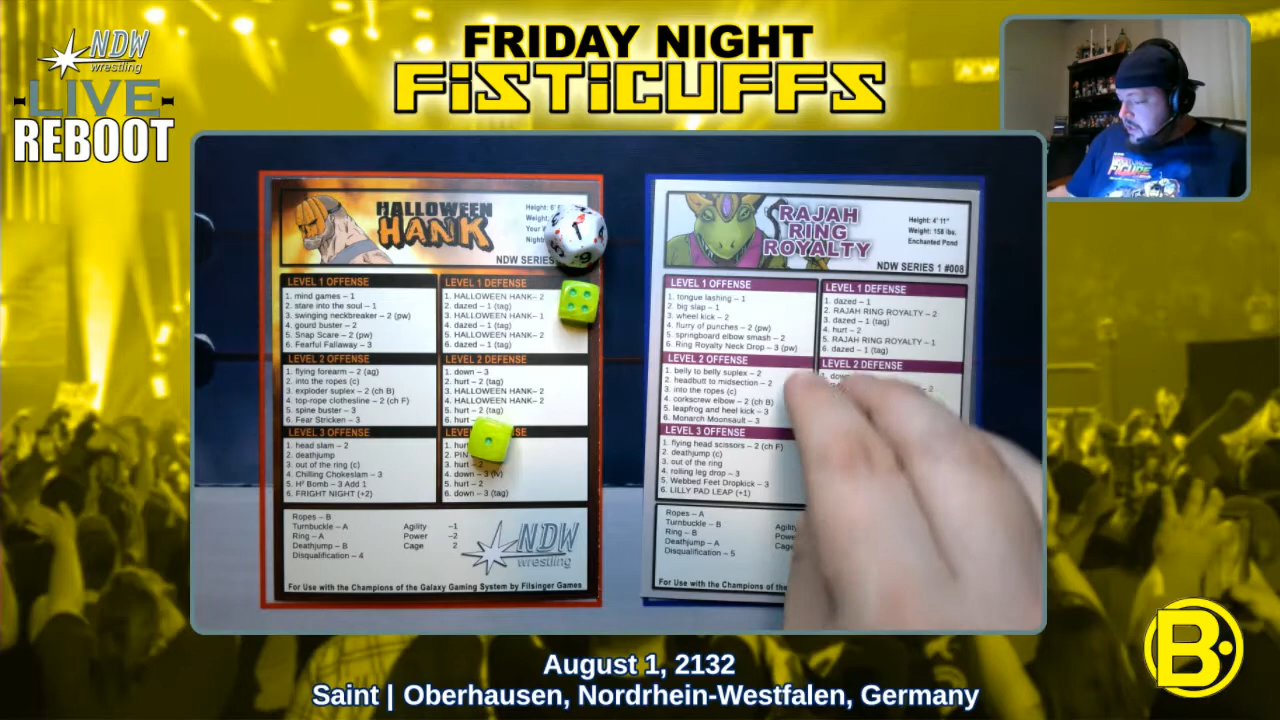 NDW
wrestling
LIVE
REBOOT
FRIDAY NIGHT
FiSTiCUFFS
HALLOWEEN
HANK
Height: 6'
Weight:
Your
NDW SERIES
LEVEL 1 OFFENSE
1. mind games – 1
2. stare into the soul – 1
3. swinging neckbreaker – 2 (pw)
4. gourd buster – 2
5. Snap Scare – 2 (pw)
6. Fearful Fallaway – 3
LEVEL 1 DEFENSE
1. HALLOWEEN HANK– 2
2. dazed – 1 (tag)
3. HALLOWEEN HANK– 1
4. dazed – 1 (tag)
5. HALLOWEEN HANK– 2
6. dazed – 1 (tag)
LEVEL 2 OFFENSE
1. flying forearm – 2 (ag)
2. into the ropes (c)
3. exploder suplex – 2 (ch B)
4. top-rope clothesline – 2 (ch F)
5. spine buster – 3
6. Fear Stricken – 3
LEVEL 2 DEFENSE
1. down – 3
2. hurt – 2 (tag)
3. HALLOWEEN HANK– 2
4. HALLOWEEN HANK– 2
5. hurt – 2 (tag)
6. hurt
LEVEL 3 OFFENSE
1. head slam – 2
2. deathjump
3. out of the ring (c)
4. Chilling Chokeslam – 3
5. H² Bomb – 3 Add 1
6. FRIGHT NIGHT (+2)
1.
2. PIN
3. hurt – 2
4. down – 3 (lv)
5. hurt – 2
6. down – 3 (tag)
Ropes – B
Turnbuckle – A
Ring – A
Deathjump – B
Disqualification – 4
Agility –1
Power –2
Cage 2
NDW
wrestling
For Use with the Champions of the Galaxy Gaming System by Filsinger Games
RAJAH
RING
ROYALTY
Height: 4' 11"
Weight: 158 lbs.
Enchanted Pond
NDW SERIES 1 #008
LEVEL 1 OFFENSE
1. tongue lashing – 1
2. big slap – 1
3. wheel kick – 2
4. flurry of punches – 2 (pw)
5. springboard elbow smash – 2
6. Ring Royalty Neck Drop – 3 (pw)
LEVEL 1 DEFENSE
1. dazed – 1
2. RAJAH RING ROYALTY – 2
3. dazed – 1 (tag)
4. hurt – 2
5. RAJAH RING ROYALTY – 1
6. dazed – 1 (tag)
LEVEL 2 OFFENSE
1. belly to belly suplex – 2
2. headbutt to midsection – 2
3. into the ropes (c)
4. corkscrew elbow – 2 (ch B)
5. leapfrog and heel kick – 3
6. Monarch Moonsault – 3
LEVEL 2 DEFENSE
LEVEL 3 OFFENSE
1. flying head scissors – 2 (ch F)
2. deathjump (c)
3. out of the ring
4. rolling leg drop – 3
5. Webbed Feet Dropkick – 3
6. LILLY PAD LEAP (+1)
Ropes – A
Turnbuckle – B
Ring – B
Deathjump – A
Disqualification – 5
For Use with the Champions of the
B
August 1, 2132
Saint | Oberhausen, Nordrhein-Westfalen, Germany